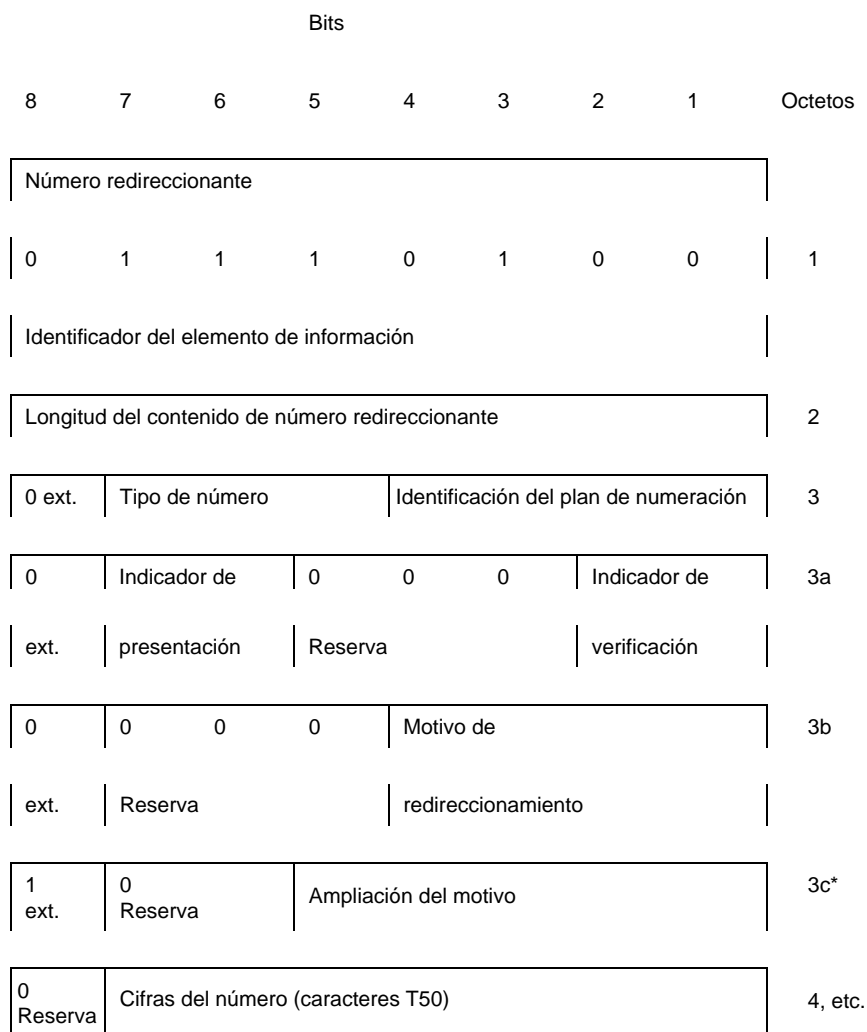 Bits
8 7 6 5 4 3 2 1 Octetos
Número redireccionante
0 1 1 1 0 1 0 0 1
Identificador del elemento de información
Longitud del contenido de número redireccionante 2
0 ext. Tipo de número Identificación del plan de numeración 3
0 Indicador de 0 0 0 Indicador de 3a
ext. presentación Reserva verificación
0 0 0 0 Motivo de 3b
ext. Reserva redireccionamiento
1 0 Ampliación del motivo 3c*
ext. Reserva
0 Cifras del número (caracteres T50) 4, etc.
Reserva